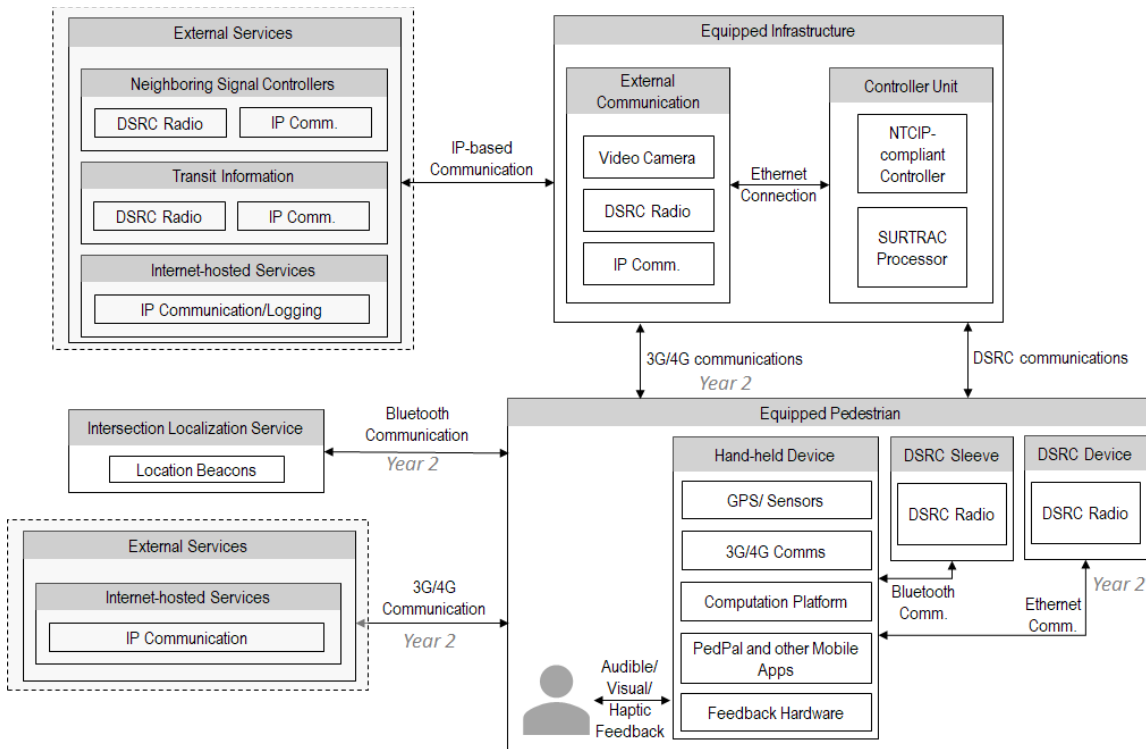 External Services
Neighboring Signal Controllers
DSRC Radio
IP Comm.
Transit Information
DSRC Radio
IP Comm.
Internet-hosted Services
IP Communication/Logging
IP-based
Communication
Equipped Infrastructure
External
Communication
Video Camera
DSRC Radio
IP Comm.
Ethernet
Connection
Controller Unit
NTCIP-
compliant
Controller
SURTRAC
Processor
3G/4G communications
Year 2
DSRC communications
Intersection Localization Service
Location Beacons
Bluetooth
Communication
Year 2
External Services
Internet-hosted Services
IP Communication
3G/4G
Communication
Year 2
Equipped Pedestrian
Hand-held Device
GPS/ Sensors
3G/4G Comms
Computation Platform
PedPal and other Mobile
Apps
Feedback Hardware
DSRC Sleeve
DSRC Radio
DSRC Device
DSRC Radio
Bluetooth
Comm.
Ethernet
Comm.
Year 2
Audible/
Visual/
Haptic
Feedback